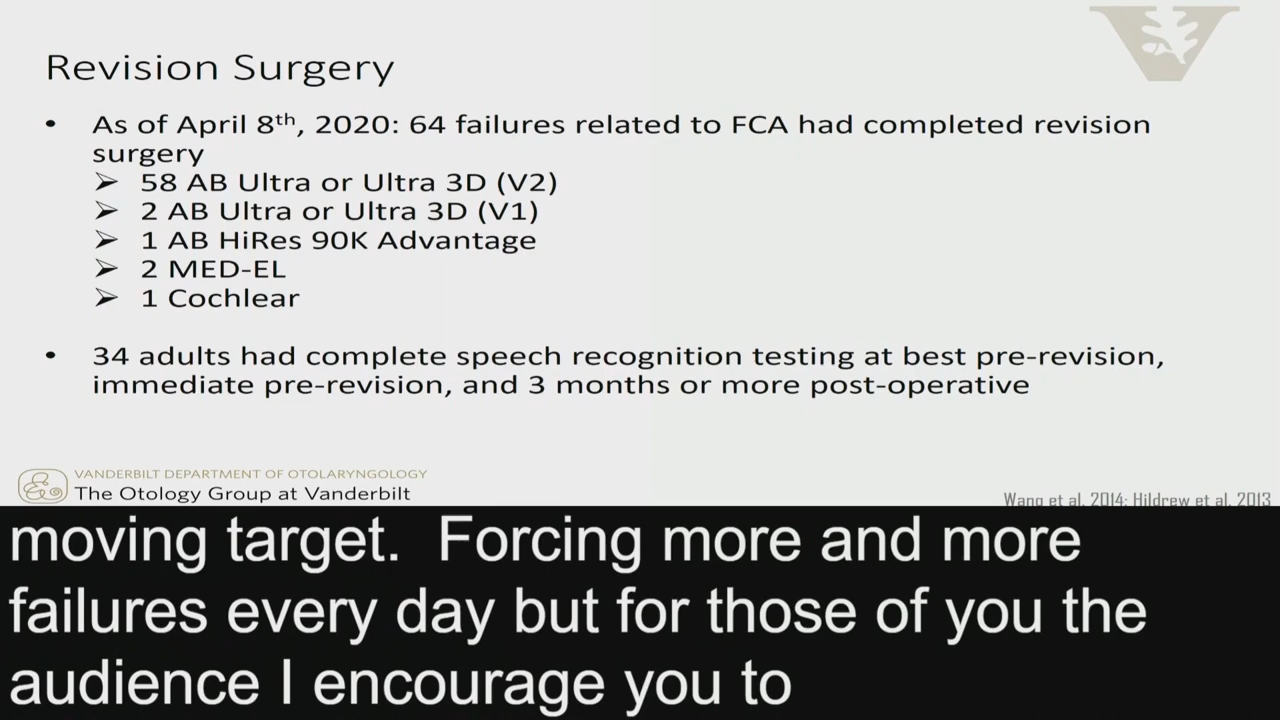 Revision Surgery
• As of April 8th, 2020: 64 failures related to FCA had completed revision
surgery
➢ 58 AB Ultra or Ultra 3D (V2)
➢ 2 AB Ultra or Ultra 3D (V1)
➢ 1 AB HiRes 90K Advantage
➢ 2 MED-EL
➢ 1 Cochlear
• 34 adults had complete speech recognition testing at best pre-revision,
immediate pre-revision, and 3 months or more post-operative
VANDERBILT DEPARTMENT OF OTOLARYNGOLOGY
The Otology Group at Vanderbilt
Wang et al. 2014; Hildrew et al. 2013
moving target. Forcing more and more
failures every day but for those of you the
audience I encourage you to